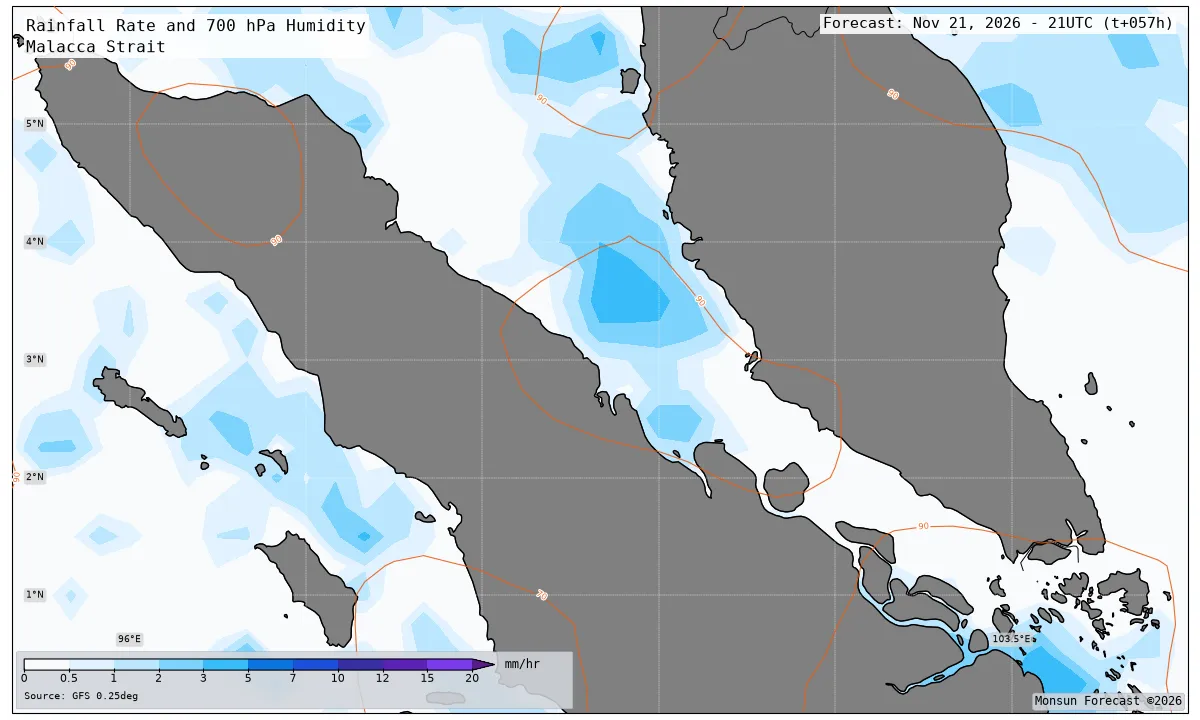 Rainfall Rate and 700 hPa Humidity
Malacca Strait
Forecast: Nov 21, 2026 - 21UTC (t+057h)
90
90
90
5°N
90
4°N
90
3°N
90
2°N
90
1°N
70
96°E
103.5°E
0 0.5 1 2 3 5 7 10 12 15 20
mm/hr
Source: GFS 0.25deg
Monsun Forecast ©2026